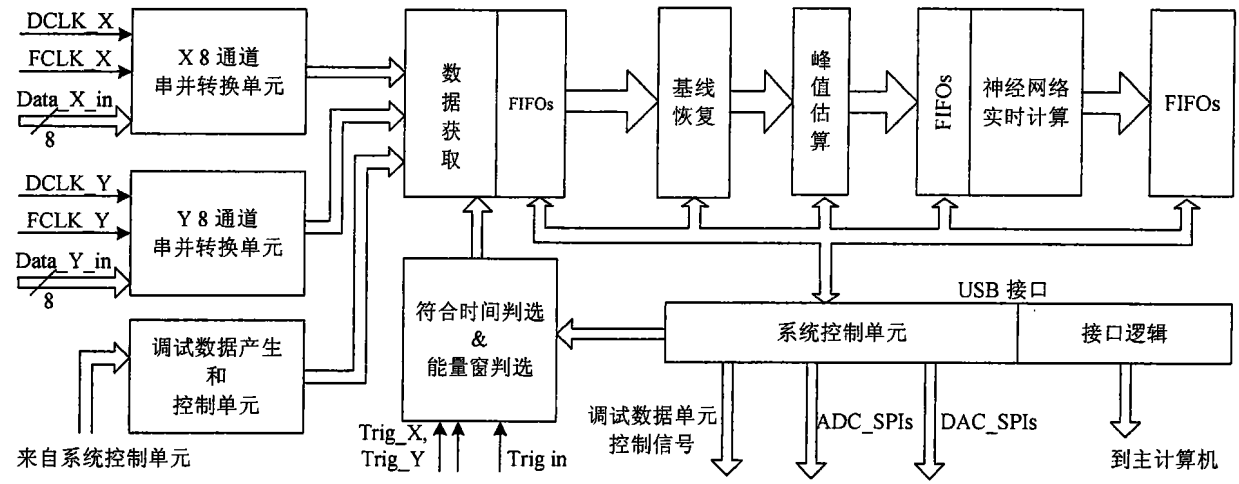 DCLK_X
FCLK_X
Data_X_in
8
X 8 通道
串并转换单元
DCLK_Y
FCLK_Y
Data_Y_in
8
Y 8 通道
串并转换单元
调试数据产生
和
控制单元
来自系统控制单元
数据获取
FIFOs
基线
恢复
峰值估算
FIFOs
神经网络
实时计算
FIFOs
符合时间判选
&
能量窗判选
Trig_X,
Trig_Y
Trig in
USB 接口
系统控制单元
接口逻辑
调试数据单元
控制信号
ADC_SPIs
DAC_SPIs
到主计算机